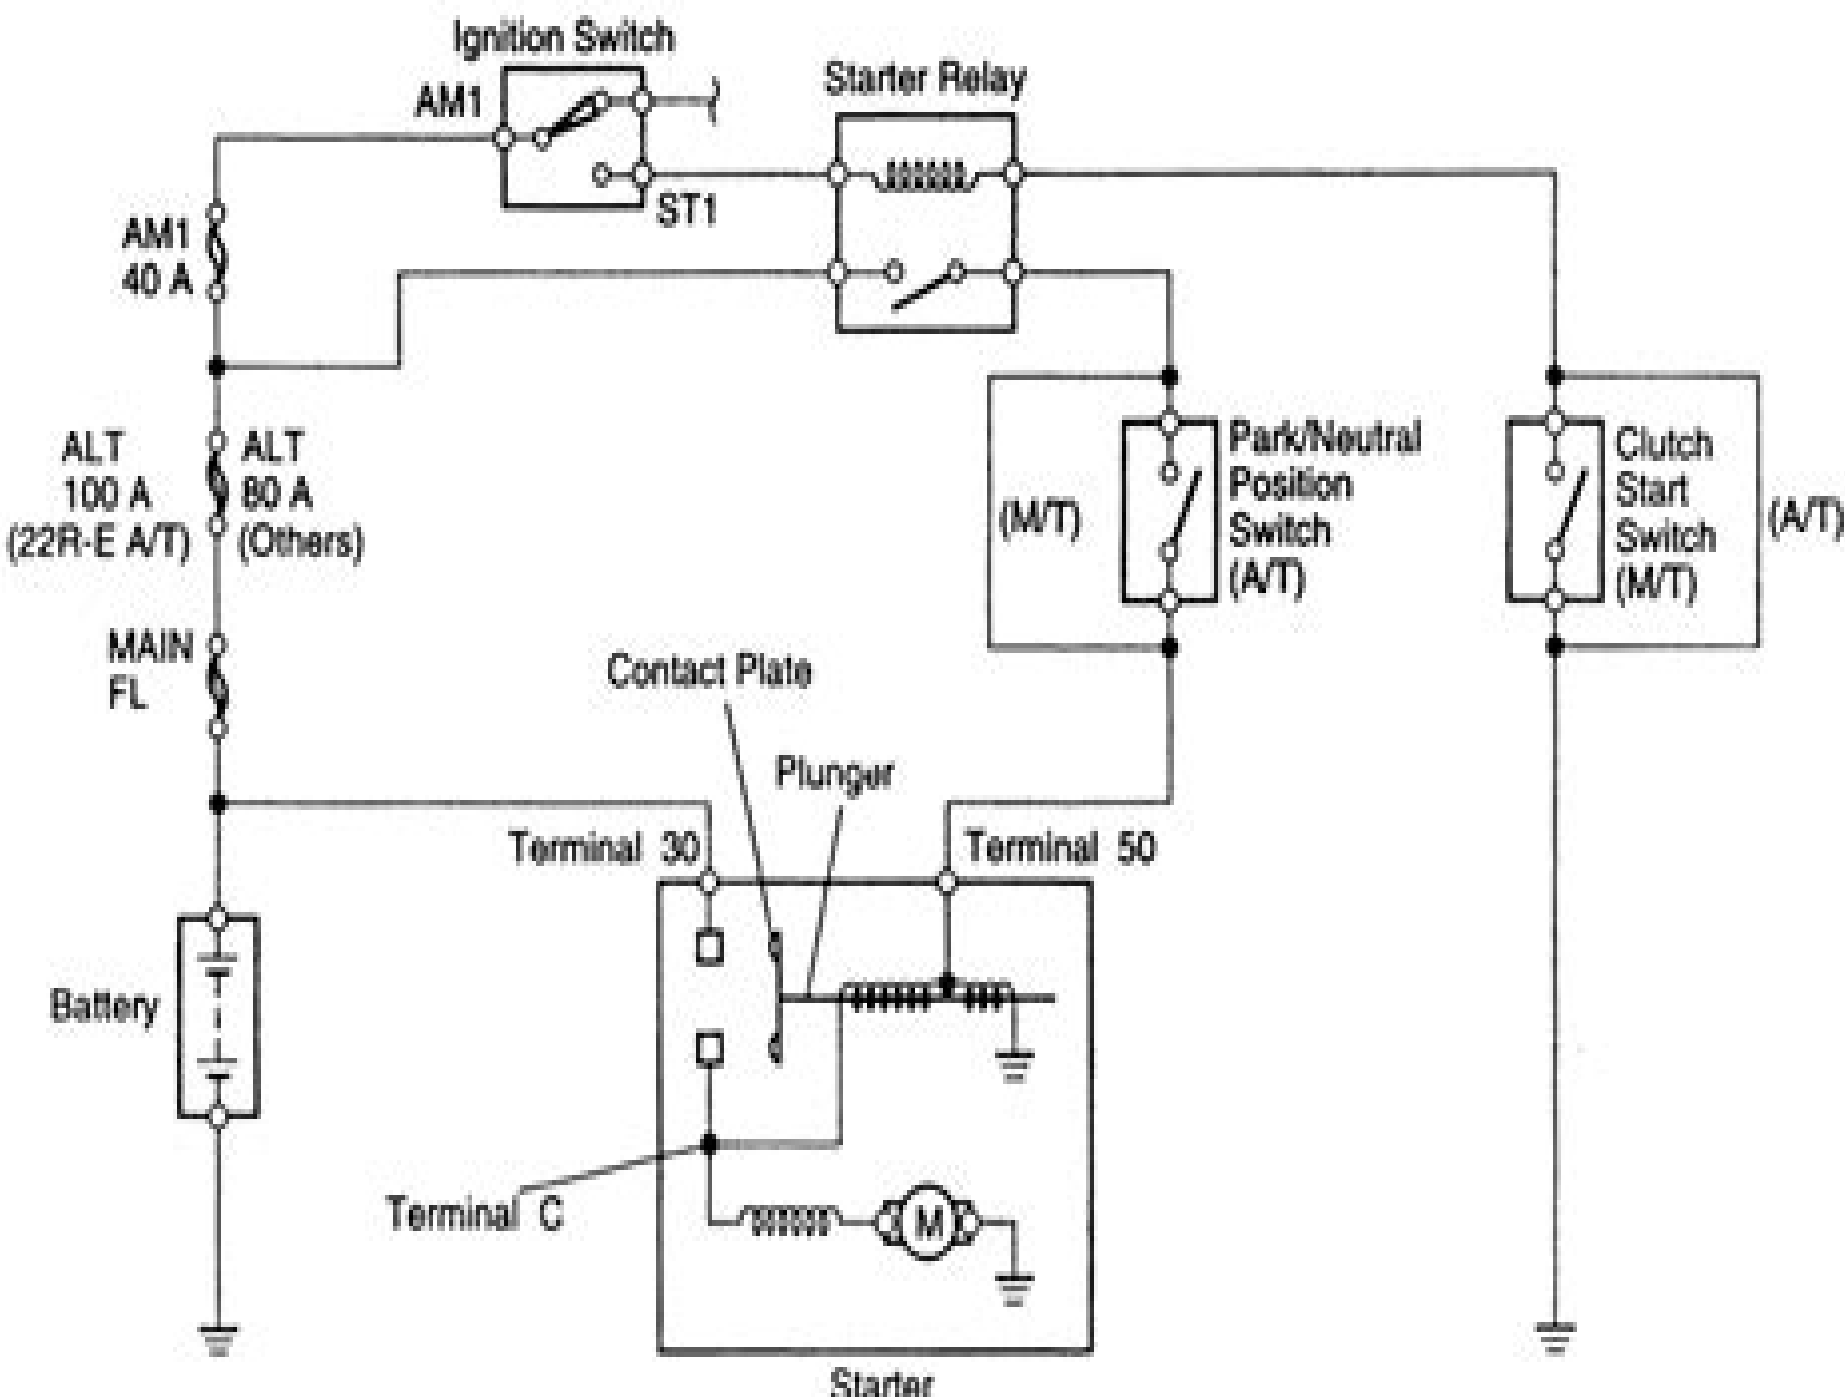 Ignition Switch
AM1
ST1
Starter Relay
AM1
40 A
ALT
100 A
(22R-E A/T)
ALT
80 A
(Others)
MAIN
FL
(M/T)
Park/Neutral
Position
Switch
(A/T)
Clutch
Start
Switch
(M/T)
(A/T)
Contact Plate
Plunger
Terminal 30
Terminal 50
Battery
Terminal C
M
Starter